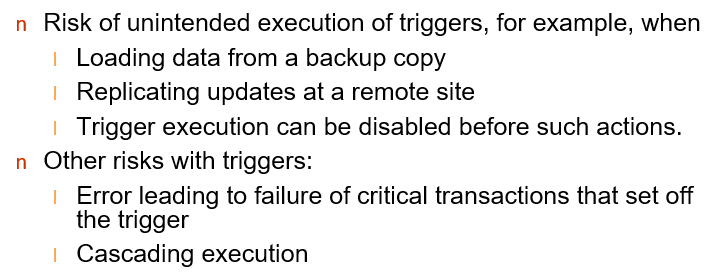 n Risk of unintended execution of triggers, for example, when
l Loading data from a backup copy
l Replicating updates at a remote site
l Trigger execution can be disabled before such actions.
n Other risks with triggers:
l Error leading to failure of critical transactions that set off
the trigger
l Cascading execution